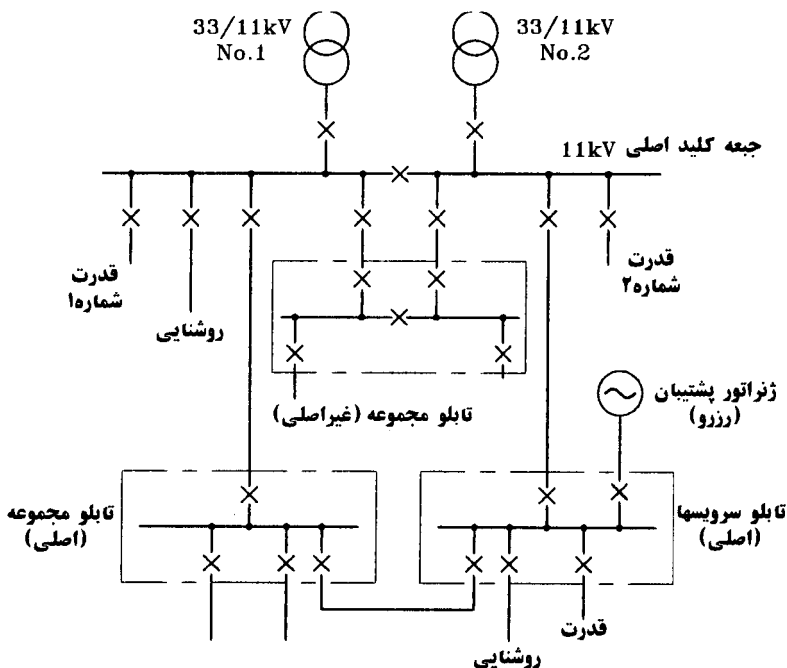 33/11kV
No.1
33/11kV
No.2
11kV جبعه کلید اصلی
قدرت
شماره۱
روشنایی
قدرت
شماره۲
تابلو مجموعه (غیراصلی)
ژنراتور پشتیبان
(رزرو)
تابلو مجموعه
(اصلی)
تابلو سرویسها
(اصلی)
قدرت
روشنایی